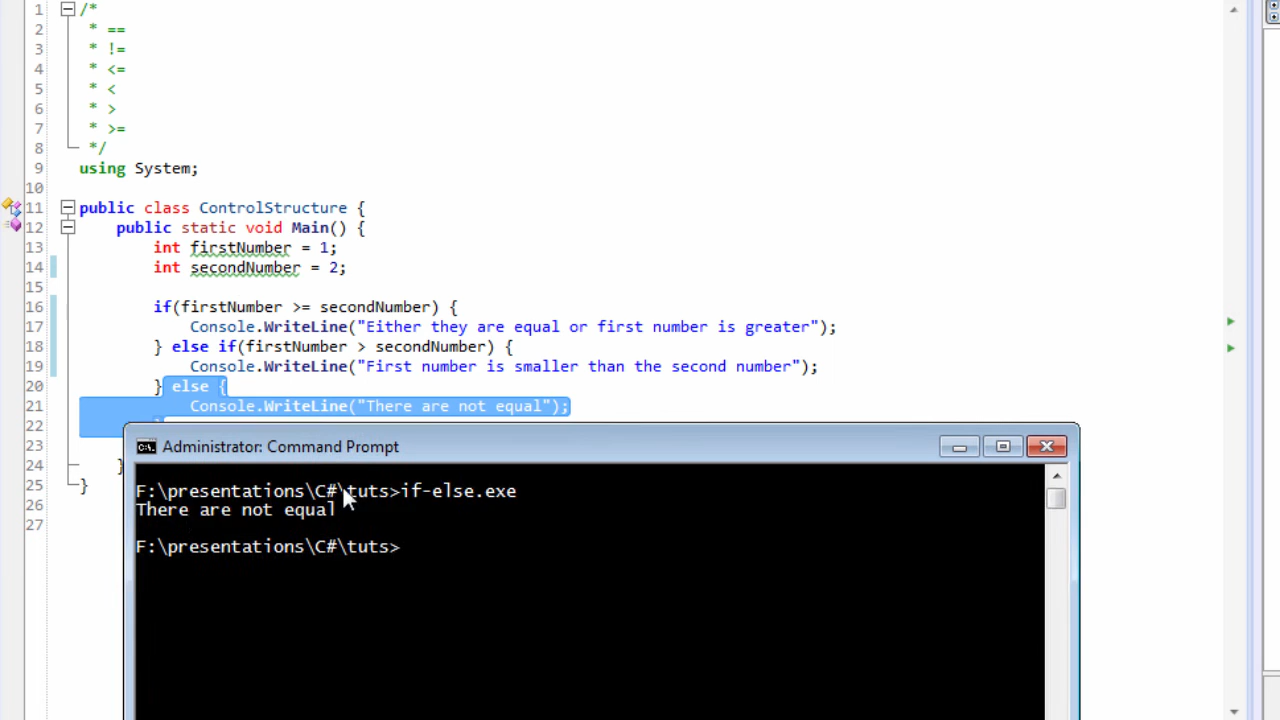 1 /*
2 * ==
3 * !=
4 * <=
5 * <
6 * >
7 * >=
8 */
9 using System;
10
11 public class ControlStructure {
12 public static void Main() {
13 int firstNumber = 1;
14 int secondNumber = 2;
15
16 if(firstNumber >= secondNumber) {
17 Console.WriteLine("Either they are equal or first number is greater");
18 } else if(firstNumber > secondNumber) {
19 Console.WriteLine("First number is smaller than the second number");
20 } else {
21 Console.WriteLine("There are not equal");
22
23
24 }
25 }
26
27
Administrator: Command Prompt
F:\presentations\C#\tuts>if-else.exe
There are not equal
F:\presentations\C#\tuts>